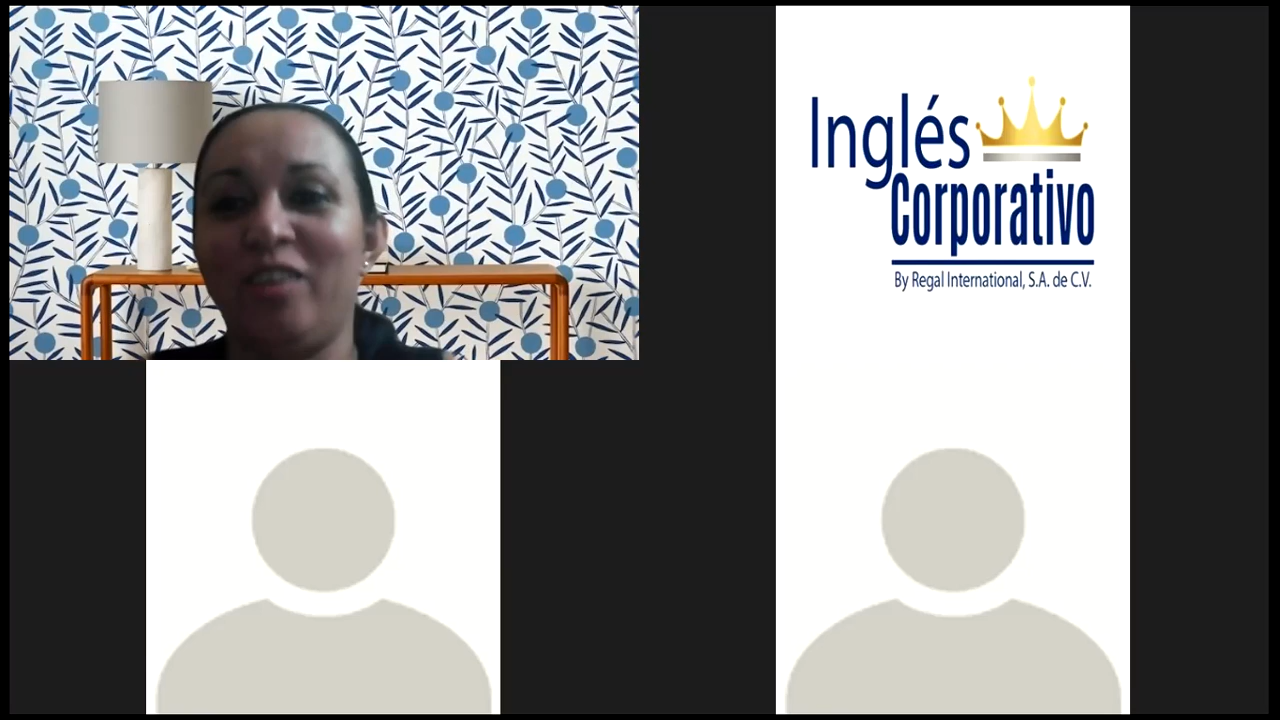 Inglés
Corporativo
By Regal International, S.A. de C.V.